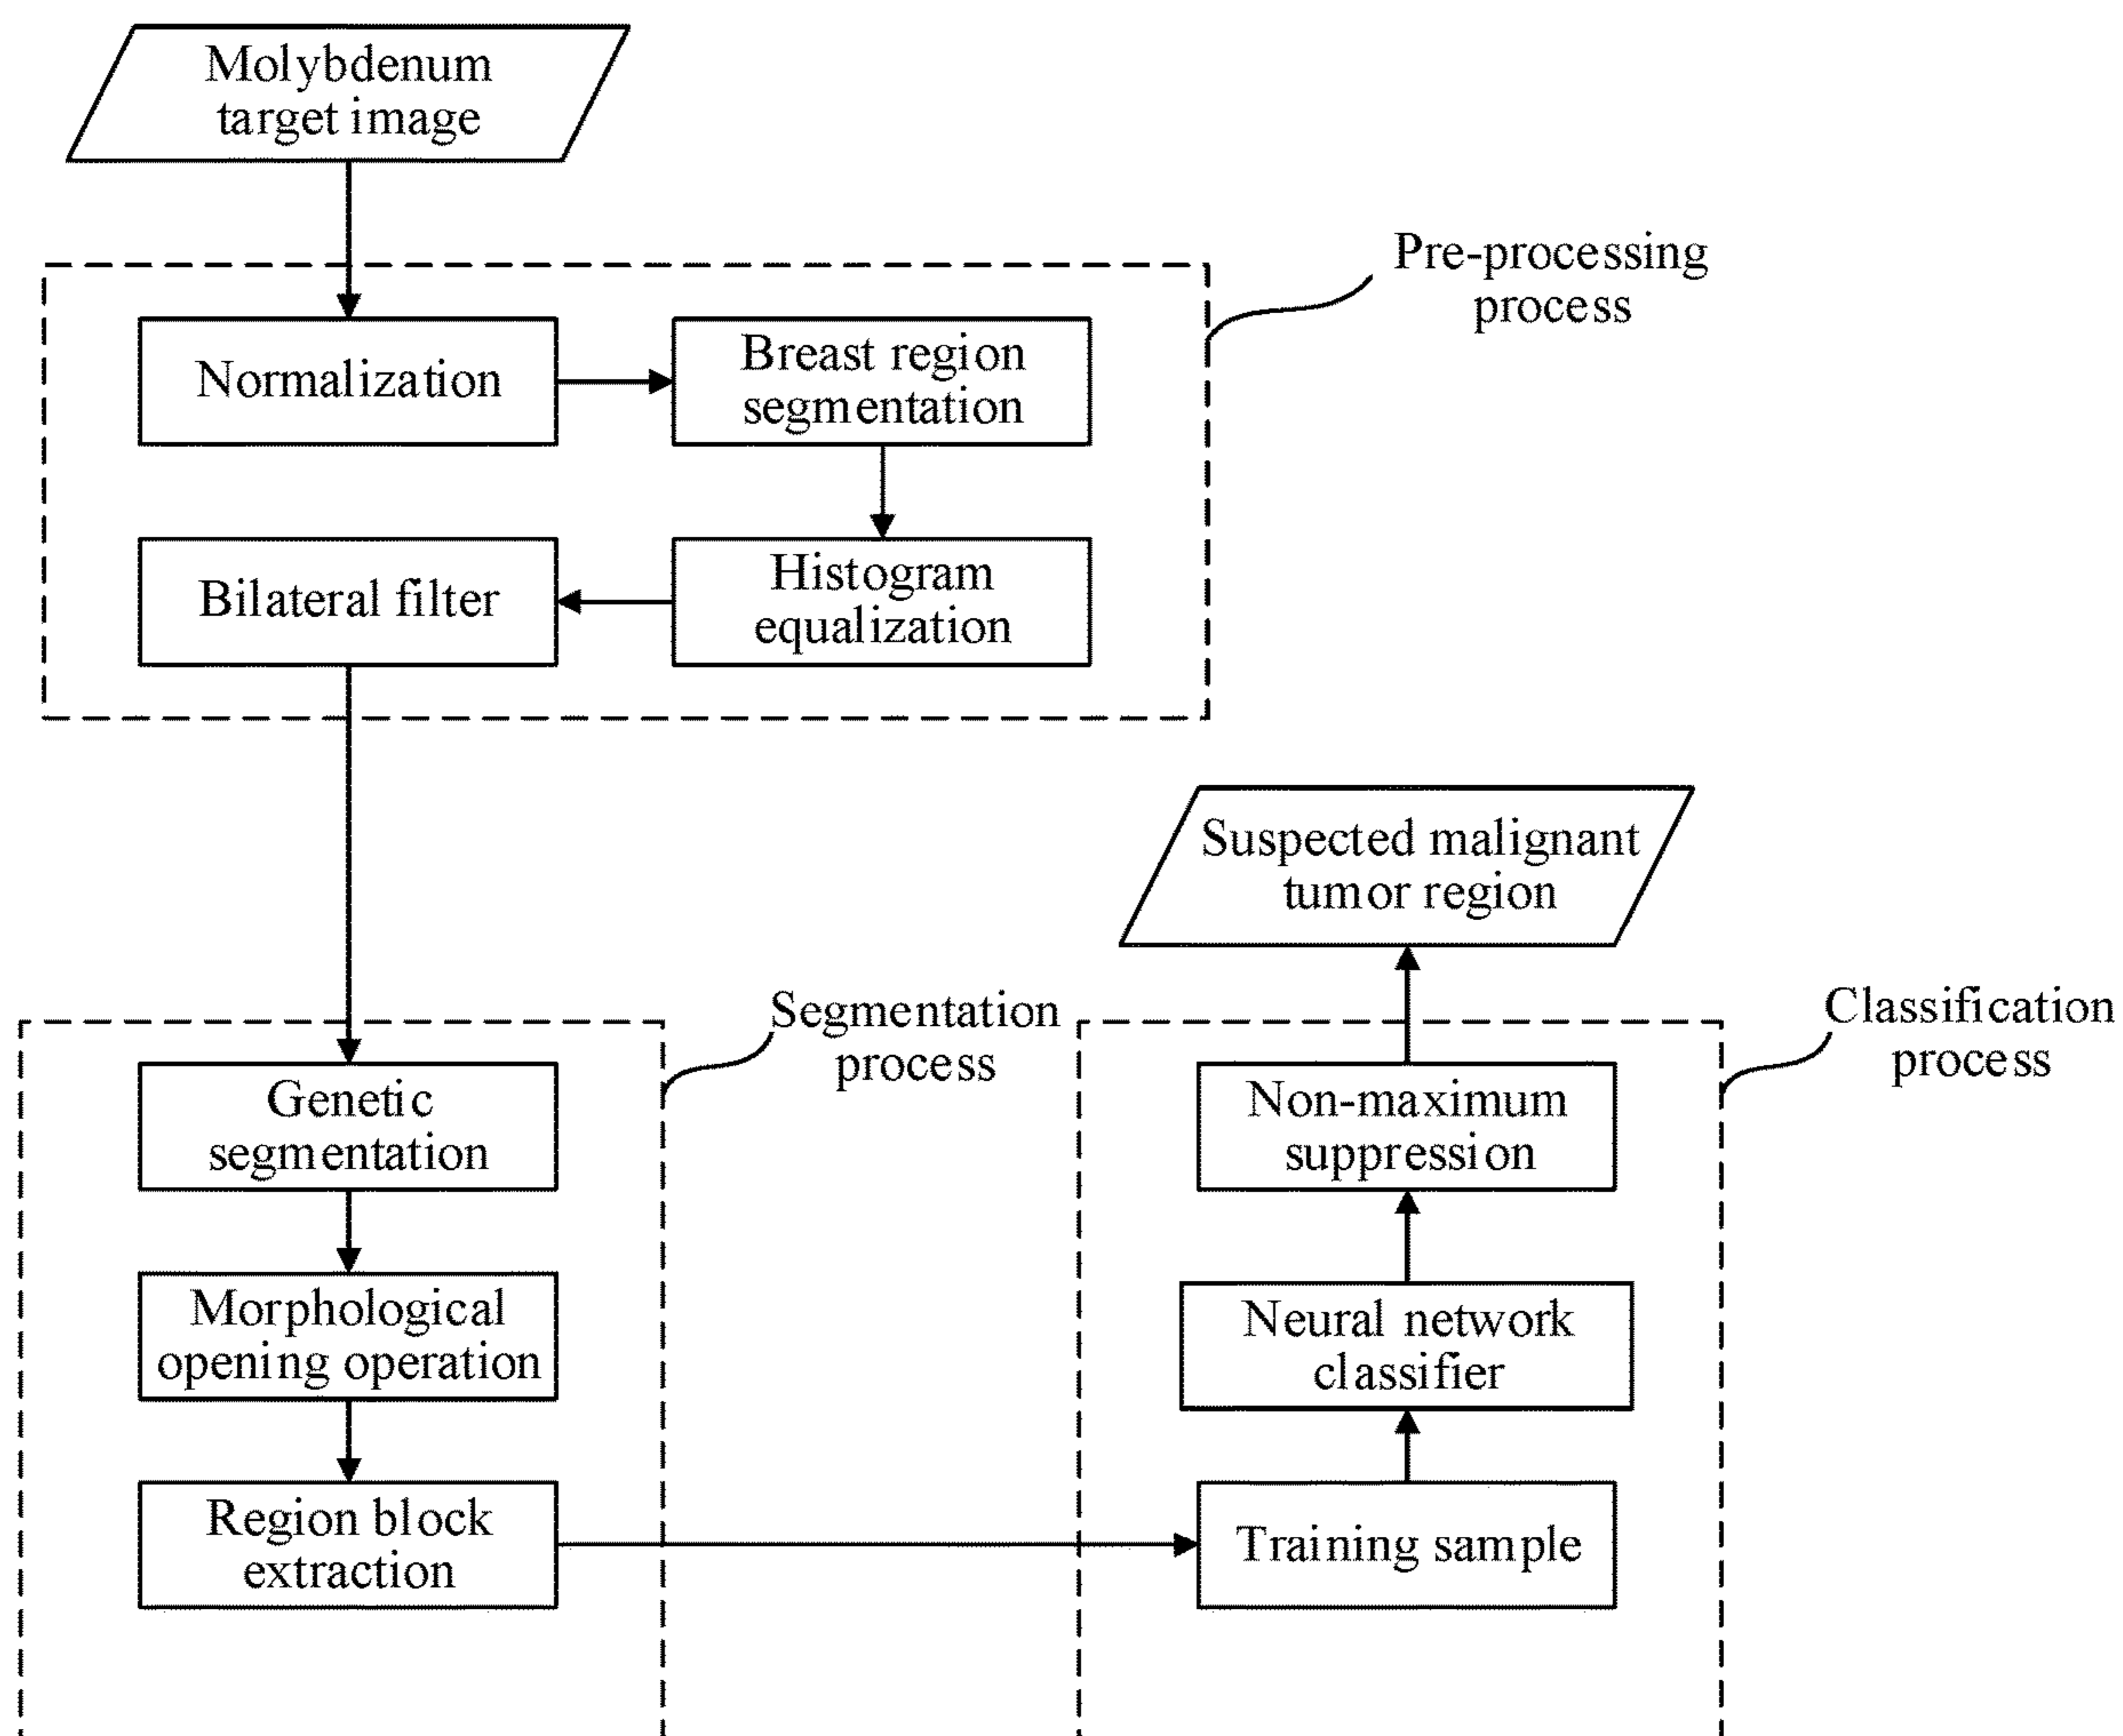 Molybdenum
target image
Pre-processing
process
Normalization
Breast region
segmentation
Bilateral filter
Histogram
equalization
Suspected malignant
tumor region
Segmentation
process
Classification
process
Genetic
segmentation
Non-maximum
suppression
Morphological
opening operation
Neural network
classifier
Region block
extraction
Training sample